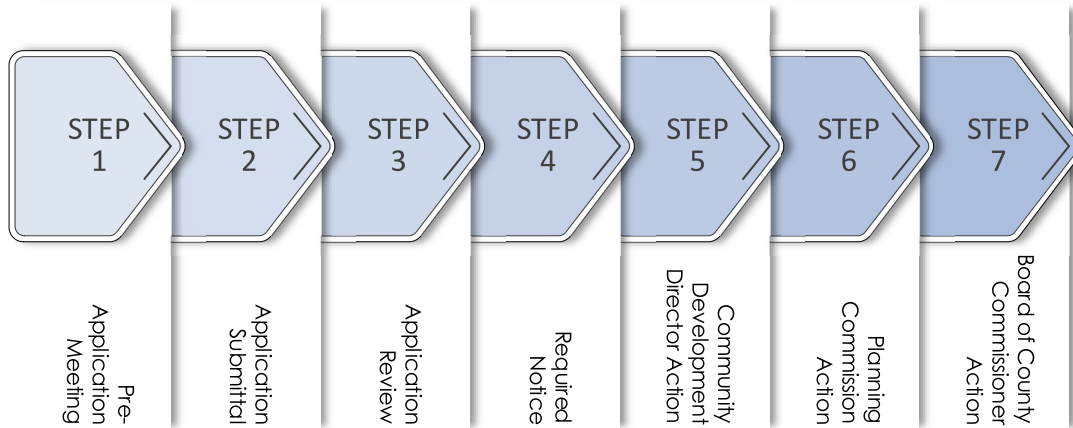 STEP
1
STEP
2
STEP
3
STEP
4
STEP
5
STEP
6
STEP
7
Pre-
Application
Meeting
Application
Submittal
Application
Review
Required
Notice
Community
Development
Director Action
Planning
Commission
Action
Board of County
Commissioner
Action